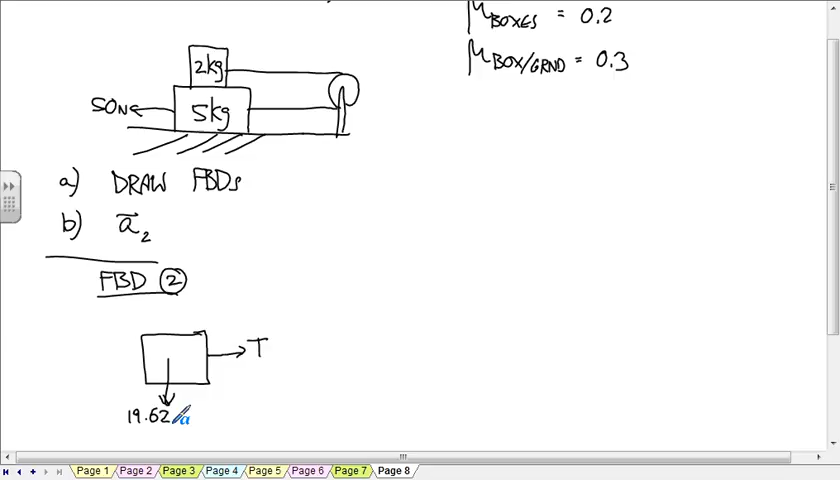 μBOXES = 0.2
μBOX/GRND = 0.3
2kg
50N
5kg
a) DRAW FBDs
b) a̅₂
FBD ②
T
19.62
Page 1 Page 2 Page 3 Page 4 Page 5 Page 6 Page 7 Page 8